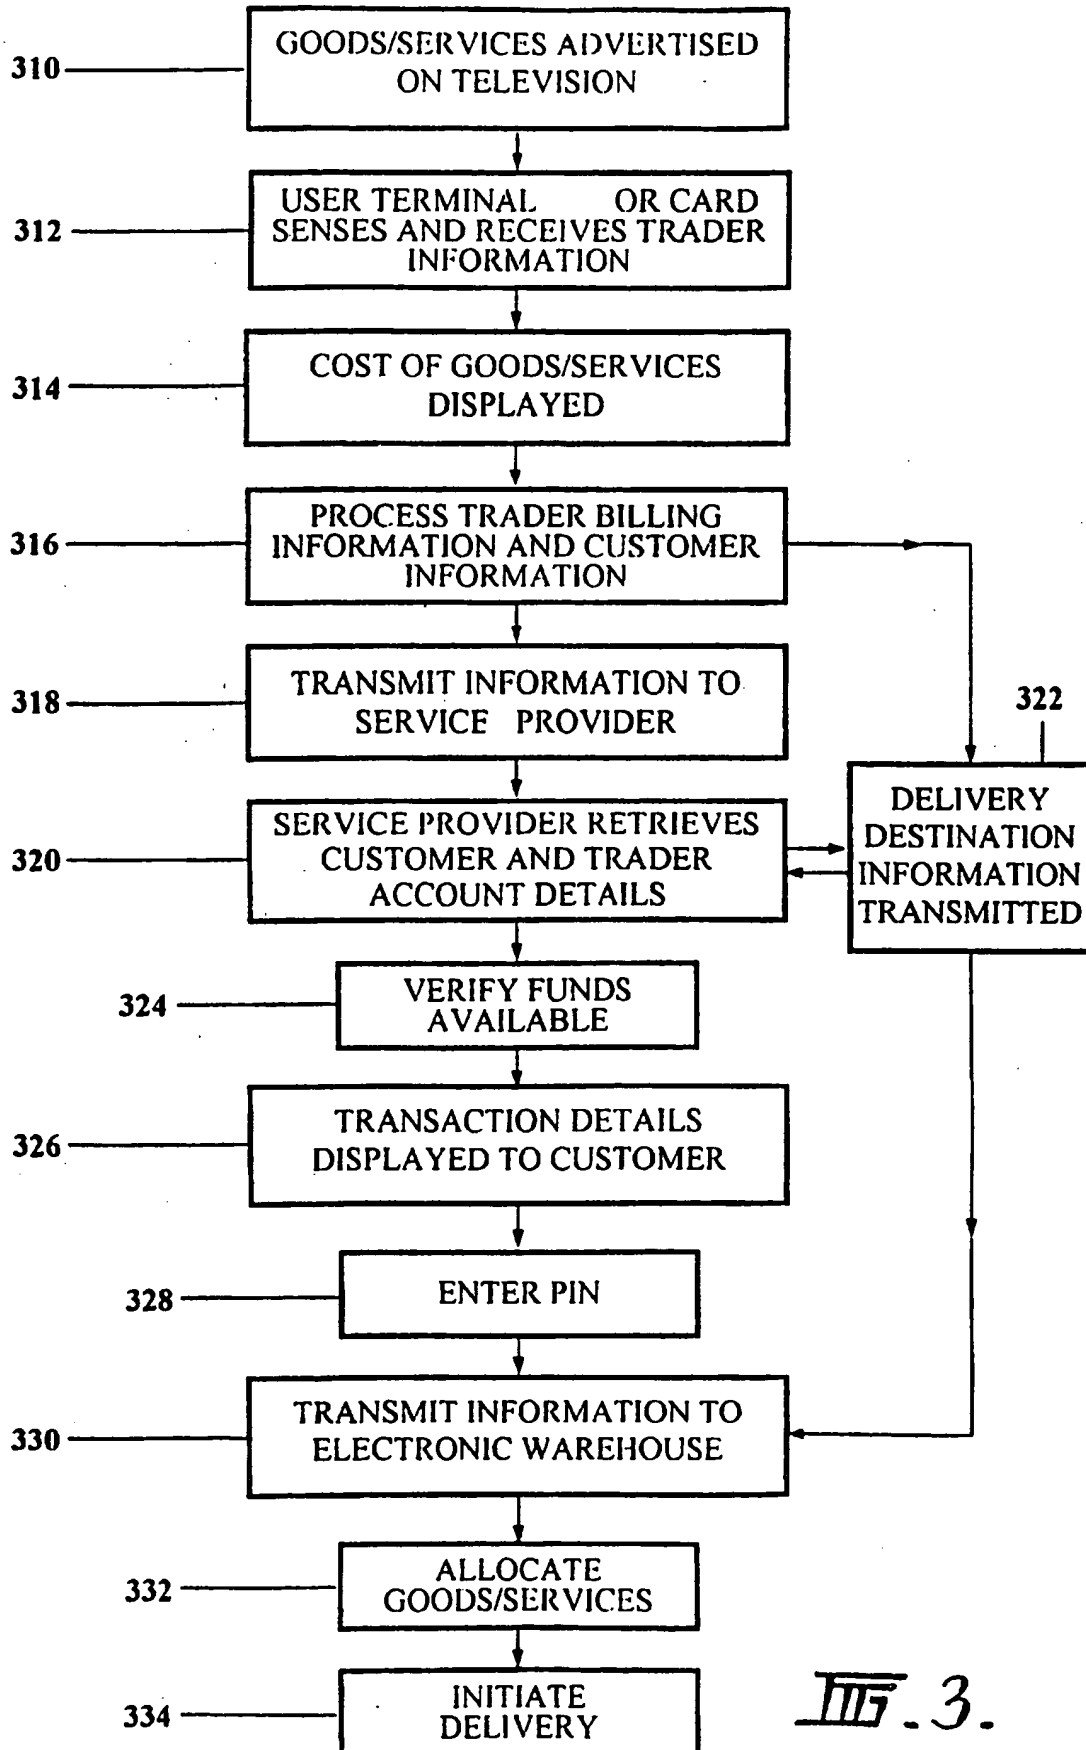 GOODS/SERVICES ADVERTISED
ON TELEVISION
310
USER TERMINAL OR CARD
SENSES AND RECEIVES TRADER
INFORMATION
312
COST OF GOODS/SERVICES
DISPLAYED
314
PROCESS TRADER BILLING
INFORMATION AND CUSTOMER
INFORMATION
316
TRANSMIT INFORMATION TO
SERVICE PROVIDER
318
322
DELIVERY
DESTINATION
INFORMATION
TRANSMITTED
SERVICE PROVIDER RETRIEVES
CUSTOMER AND TRADER
ACCOUNT DETAILS
320
VERIFY FUNDS
AVAILABLE
324
TRANSACTION DETAILS
DISPLAYED TO CUSTOMER
326
ENTER PIN
328
TRANSMIT INFORMATION TO
ELECTRONIC WAREHOUSE
330
ALLOCATE
GOODS/SERVICES
332
INITIATE
DELIVERY
334
FIG. 3.